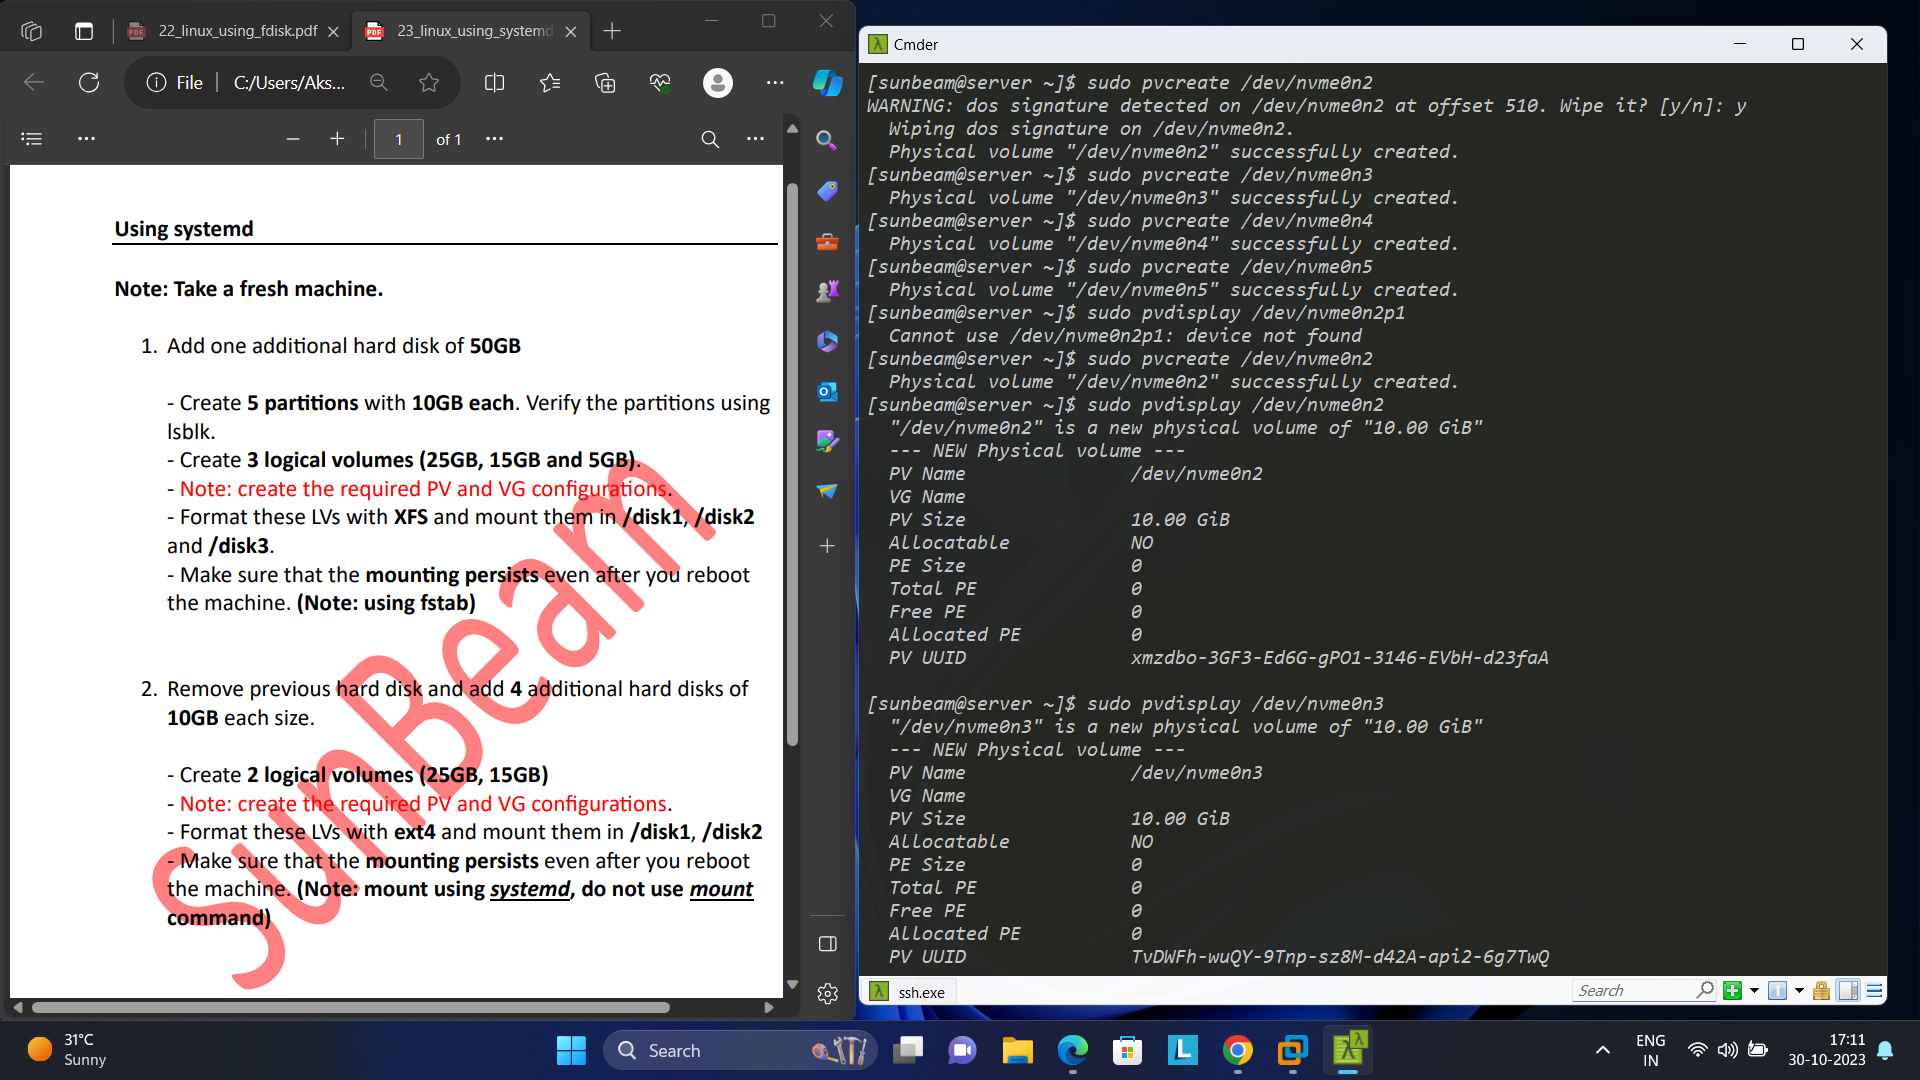 22_linux_using_fdisk.pdf
23_linux_using_systemd
File
C:/Users/Aks...
1
of 1
Using systemd
Note: Take a fresh machine.
1. Add one additional hard disk of 50GB
- Create 5 partitions with 10GB each. Verify the partitions using
lsblk.
- Create 3 logical volumes (25GB, 15GB and 5GB).
- Note: create the required PV and VG configurations.
- Format these LVs with XFS and mount them in /disk1, /disk2
and /disk3.
- Make sure that the mounting persists even after you reboot
the machine. (Note: using fstab)
2. Remove previous hard disk and add 4 additional hard disks of
10GB each size.
- Create 2 logical volumes (25GB, 15GB)
- Note: create the required PV and VG configurations.
- Format these LVs with ext4 and mount them in /disk1, /disk2
- Make sure that the mounting persists even after you reboot
the machine. (Note: mount using systemd, do not use mount
command)
SunBeam
Cmder
[sunbeam@server ~]$ sudo pvcreate /dev/nvme0n2
WARNING: dos signature detected on /dev/nvme0n2 at offset 510. Wipe it? [y/n]: y
Wiping dos signature on /dev/nvme0n2.
Physical volume "/dev/nvme0n2" successfully created.
[sunbeam@server ~]$ sudo pvcreate /dev/nvme0n3
Physical volume "/dev/nvme0n3" successfully created.
[sunbeam@server ~]$ sudo pvcreate /dev/nvme0n4
Physical volume "/dev/nvme0n4" successfully created.
[sunbeam@server ~]$ sudo pvcreate /dev/nvme0n5
Physical volume "/dev/nvme0n5" successfully created.
[sunbeam@server ~]$ sudo pvdisplay /dev/nvme0n2p1
Cannot use /dev/nvme0n2p1: device not found
[sunbeam@server ~]$ sudo pvcreate /dev/nvme0n2
Physical volume "/dev/nvme0n2" successfully created.
[sunbeam@server ~]$ sudo pvdisplay /dev/nvme0n2
"/dev/nvme0n2" is a new physical volume of "10.00 GiB"
--- NEW Physical volume ---
PV Name /dev/nvme0n2
VG Name
PV Size 10.00 GiB
Allocatable NO
PE Size 0
Total PE 0
Free PE 0
Allocated PE 0
PV UUID xmzdbo-3GF3-Ed6G-gPO1-3146-EVbH-d23faA
[sunbeam@server ~]$ sudo pvdisplay /dev/nvme0n3
"/dev/nvme0n3" is a new physical volume of "10.00 GiB"
--- NEW Physical volume ---
PV Name /dev/nvme0n3
VG Name
PV Size 10.00 GiB
Allocatable NO
PE Size 0
Total PE 0
Free PE 0
Allocated PE 0
PV UUID TvDWFh-wuQY-9Tnp-sz8M-d42A-api2-6g7TwQ
ssh.exe
Search
31°C
Sunny
Search
ENG
IN
17:11
30-10-2023